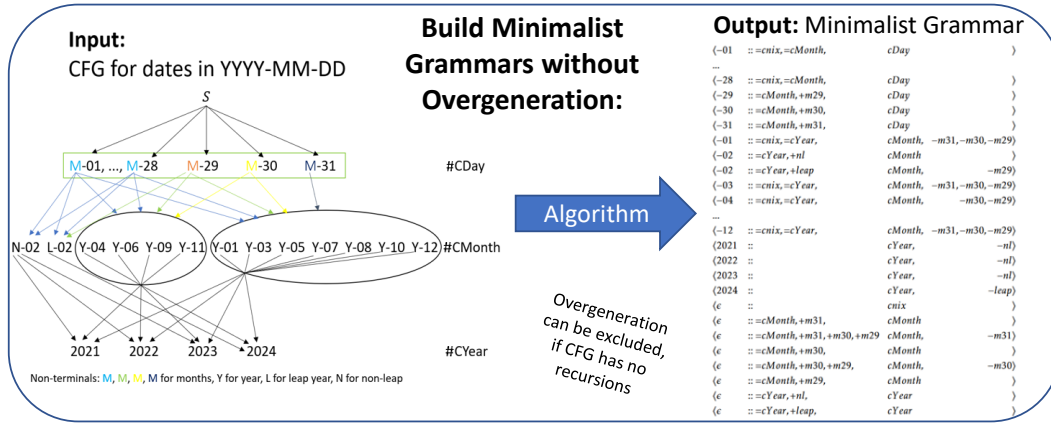 Input:
CFG for dates in YYYY-MM-DD
S
M-01, ..., M-28 M-29 M-30 M-31 #CDay
N-02 L-02 Y-04 Y-06 Y-09 Y-11 Y-01 Y-03 Y-05 Y-07 Y-08 Y-10 Y-12 #CMonth
2021 2022 2023 2024 #CYear
Non-terminals: M, M, M, M for months, Y for year, L for leap year, N for non-leap
Build Minimalist
Grammars without
Overgeneration:
Algorithm
Overgeneration
can be excluded,
if CFG has no
recursions
Output: Minimalist Grammar
⟨-01 :: =cnix, =cMonth, cDay ⟩
...
⟨-28 :: =cnix, =cMonth, cDay ⟩
⟨-29 :: =cMonth, +m29, cDay ⟩
⟨-30 :: =cMonth, +m30, cDay ⟩
⟨-31 :: =cMonth, +m31, cDay ⟩
⟨-01 :: =cnix, =cYear, cMonth, -m31, -m30, -m29⟩
⟨-02 :: =cYear, +nl cMonth ⟩
⟨-02 :: =cYear, +leap cMonth, -m29⟩
⟨-03 :: =cnix, =cYear, cMonth, -m31, -m30, -m29⟩
⟨-04 :: =cnix, =cYear, cMonth, -m30, -m29⟩
...
⟨-12 :: =cnix, =cYear, cMonth, -m31, -m30, -m29⟩
⟨2021 :: cYear, -nl⟩
⟨2022 :: cYear, -nl⟩
⟨2023 :: cYear, -nl⟩
⟨2024 :: cYear, -leap⟩
⟨ϵ :: cnix ⟩
⟨ϵ :: =cMonth, +m31, cMonth ⟩
⟨ϵ :: =cMonth, +m31, +m30, +m29 cMonth, -m31⟩
⟨ϵ :: =cMonth, +m30, cMonth ⟩
⟨ϵ :: =cMonth, +m30, +m29, cMonth, -m30⟩
⟨ϵ :: =cMonth, +m29, cMonth ⟩
⟨ϵ :: =cYear, +nl, cYear ⟩
⟨ϵ :: =cYear, +leap, cYear ⟩